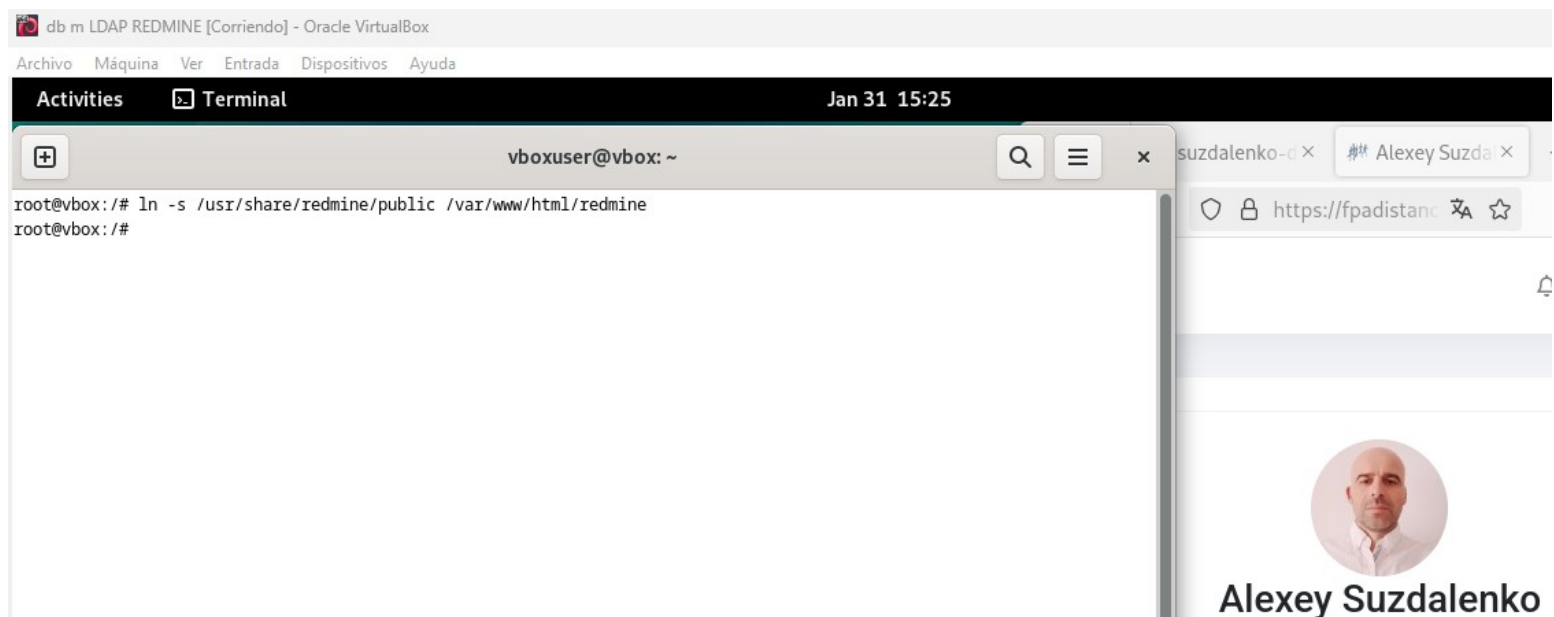 db m LDAP REDMINE [Corriendo] - Oracle VirtualBox
Archivo Máquina Ver Entrada Dispositivos Ayuda
Activities Terminal Jan 31 15:25
vboxuser@vbox: ~
suzdalenko-d Alexey Suzdal
root@vbox:/# ln -s /usr/share/redmine/public /var/www/html/redmine
root@vbox:/#
https://fpadistanc
Alexey Suzdalenko